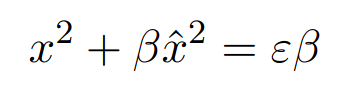 x² + βx̂² = εβ